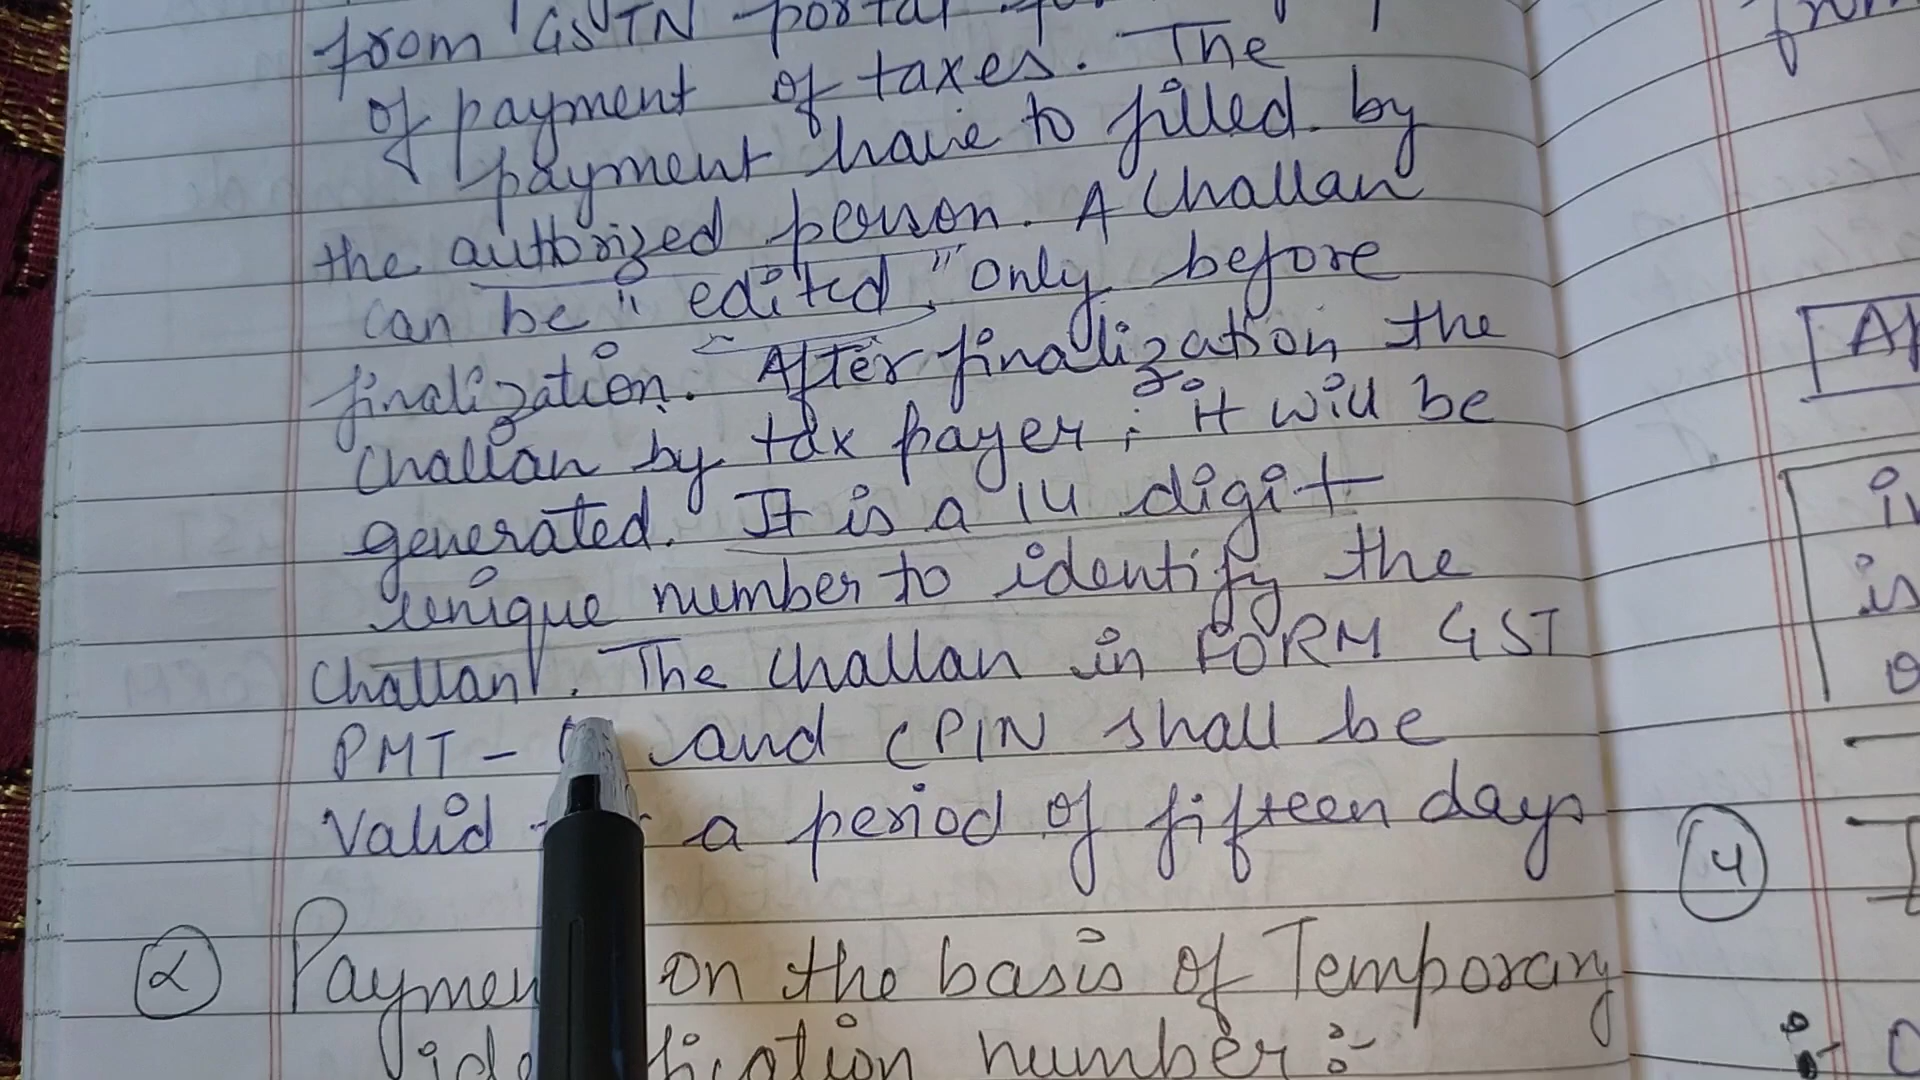 from GSTN portal
of payment of taxes. The
payment have to filled by
the authorized person. A Challan
can be "edited" only before
finalization. After finalization the
challan by tax payer; it will be
generated. It is a 14 digit
unique number to identify the
challan. The challan in FORM GST
PMT - and CPIN shall be
Valid a period of fifteen days
② Paymen on the basis of Temporary
ide fication number :-
④